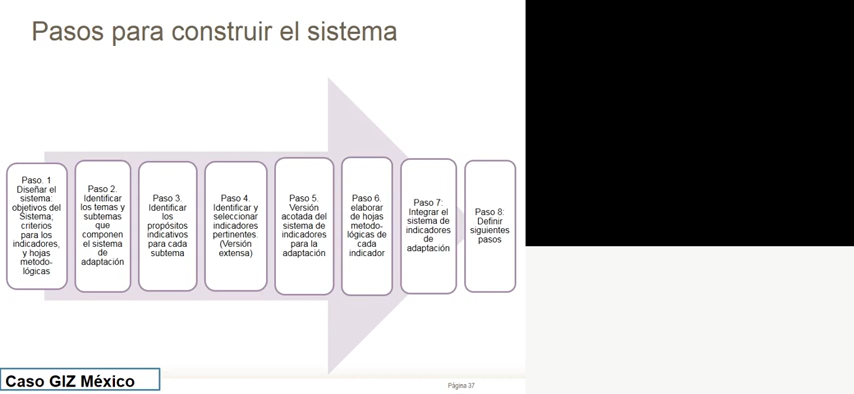 Pasos para construir el sistema
Paso. 1
Diseñar el
sistema:
objetivos del
Sistema;
criterios
para los
indicadores,
y hojas
metodo-
lógicas
Paso 2.
Identificar
los temas y
subtemas
que
componen
el sistema
de
adaptación
Paso 3.
Identificar
los
propósitos
indicativos
para cada
subtema
Paso 4.
Identificar y
seleccionar
indicadores
pertinentes.
(Versión
extensa)
Paso 5.
Versión
acotada del
sistema de
indicadores
para la
adaptación
Paso 6.
elaborar
de hojas
metodo-
lógicas de
cada
indicador
Paso 7:
Integrar el
sistema de
indicadores
de
adaptación
Paso 8:
Definir
siguientes
pasos
Caso GIZ México
Página 37